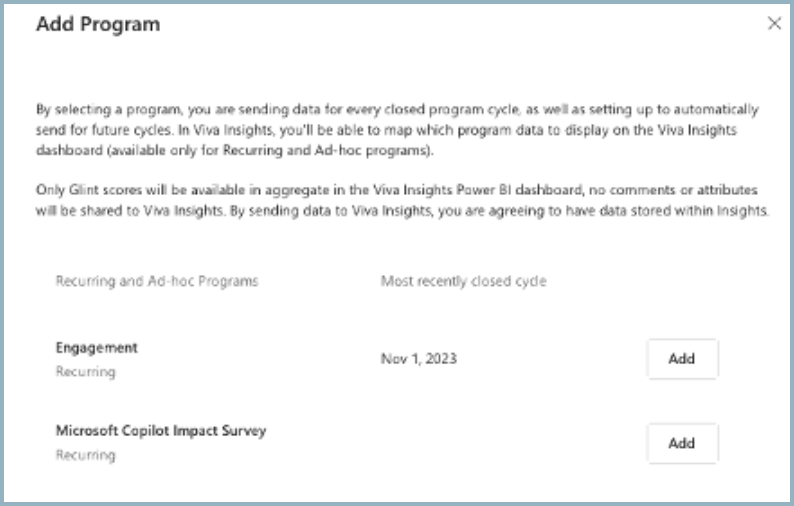 Add Program
By selecting a program, you are sending data for every closed program cycle, as well as setting up to automatically
send for future cycles. In Viva Insights, you'll be able to map which program data to display on the Viva Insights
dashboard (available only for Recurring and Ad-hoc programs).
Only Glint scores will be available in aggregate in the Viva Insights Power BI dashboard, no comments or attributes
will be shared to Viva Insights. By sending data to Viva Insights, you are agreeing to have data stored within Insights.
Recurring and Ad-hoc Programs Most recently closed cycle
Engagement
Nov 1, 2023 Add
Recurring
Microsoft Copilot Impact Survey
Add
Recurring